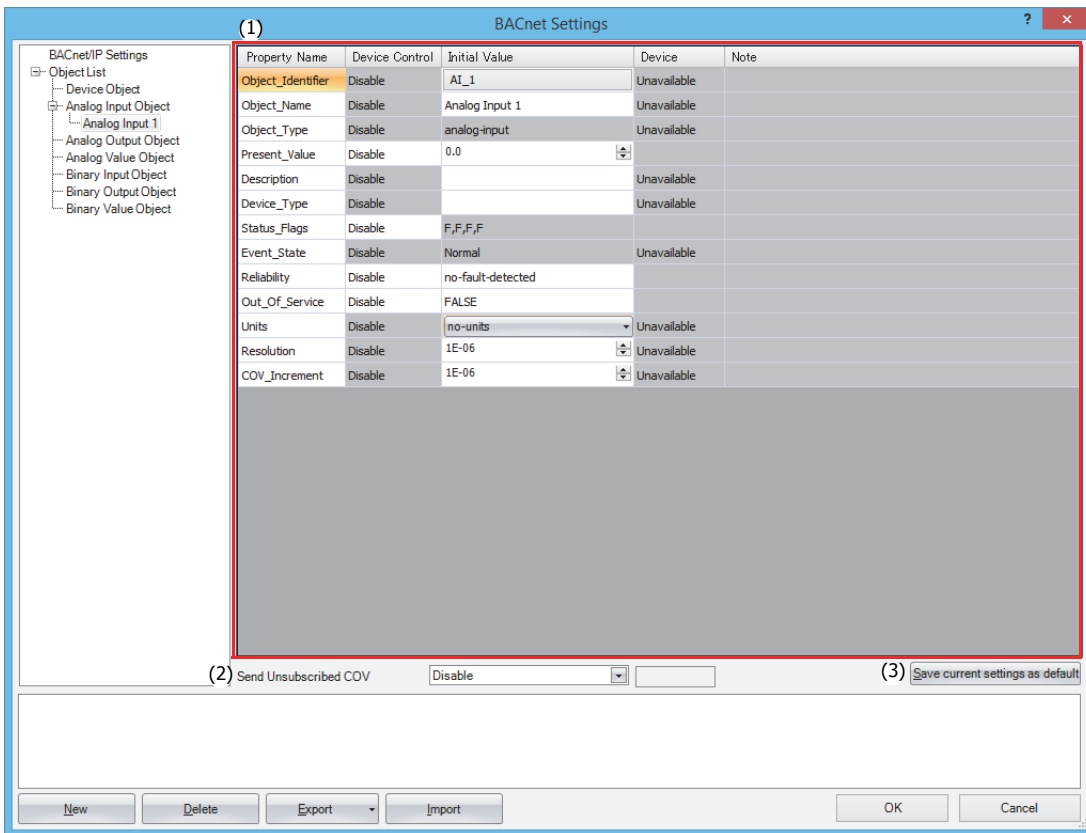 (1)
BACnet Settings
? ×
BACnet/IP Settings
Object List
Device Object
Analog Input Object
Analog Input 1
Analog Output Object
Analog Value Object
Binary Input Object
Binary Output Object
Binary Value Object
Property Name Device Control Initial Value Device Note
Object_Identifier Disable AI_1 Unavailable
Object_Name Disable Analog Input 1 Unavailable
Object_Type Disable analog-input Unavailable
Present_Value Disable 0.0
Description Disable Unavailable
Device_Type Disable Unavailable
Status_Flags Disable F,F,F,F
Event_State Disable Normal Unavailable
Reliability Disable no-fault-detected
Out_Of_Service Disable FALSE
Units Disable no-units Unavailable
Resolution Disable 1E-06 Unavailable
COV_Increment Disable 1E-06 Unavailable
(2) Send Unsubscribed COV Disable (3) Save current settings as default
New Delete Export Import OK Cancel